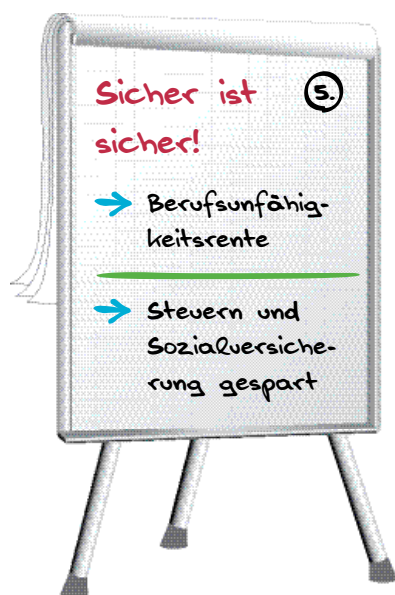 Sicher ist 5.
sicher!
→ Berufsunfähig-
keitsrente
→ Steuern und
Sozialversiche-
rung gespart